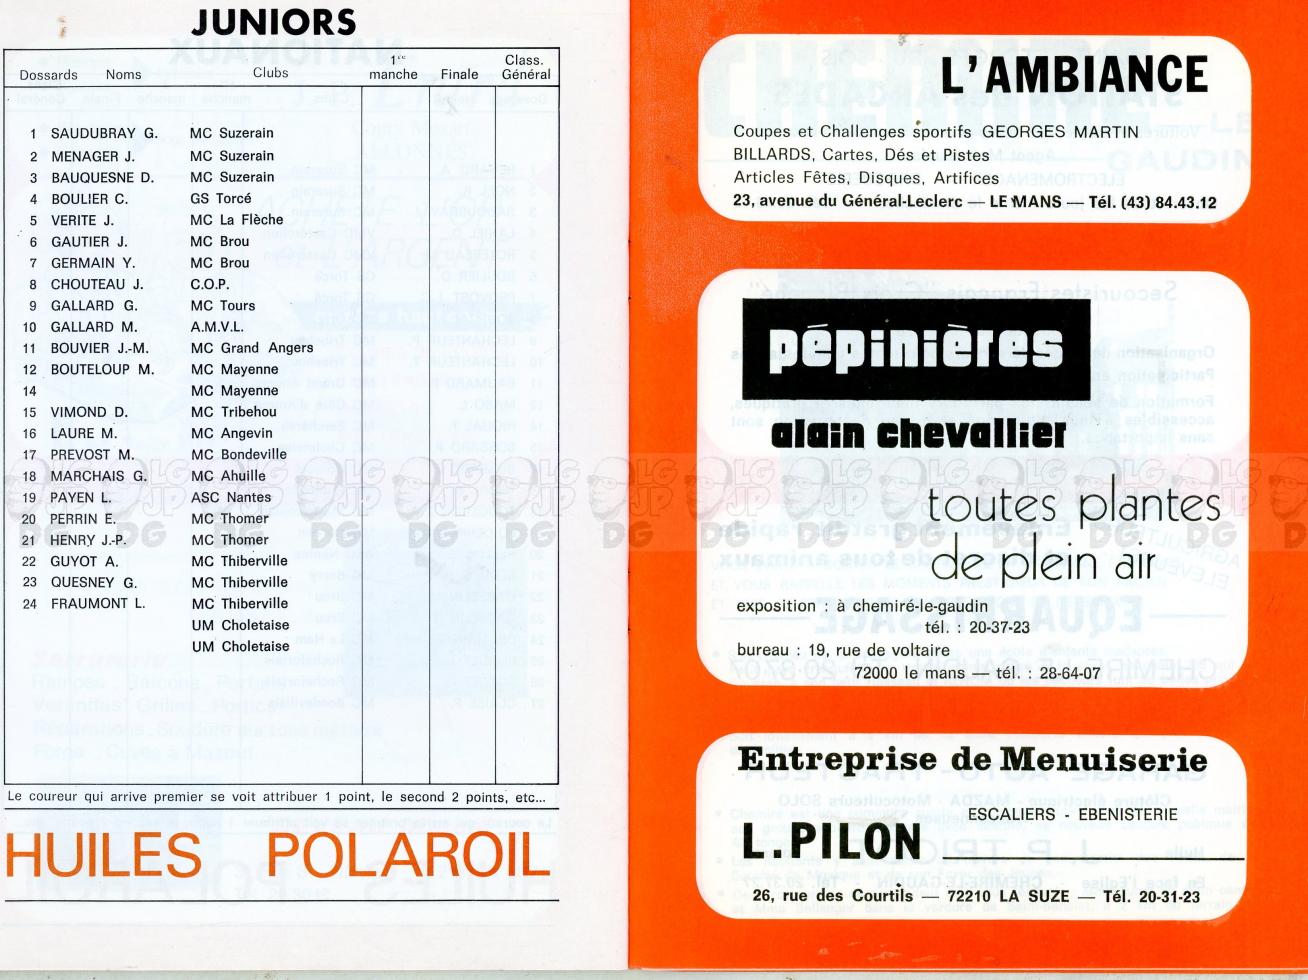 JUNIORS
Dossards Noms Clubs 1re manche Finale Class. Général
1 SAUDUBRAY G. MC Suzerain
2 MENAGER J. MC Suzerain
3 BAUQUESNE D. MC Suzerain
4 BOULIER C. GS Torcé
5 VERITE J. MC La Flèche
6 GAUTIER J. MC Brou
7 GERMAIN Y. MC Brou
8 CHOUTEAU J. C.O.P.
9 GALLARD G. MC Tours
10 GALLARD M. A.M.V.L.
11 BOUVIER J.-M. MC Grand Angers
12 BOUTELOUP M. MC Mayenne
14 MC Mayenne
15 VIMOND D. MC Tribehou
16 LAURE M. MC Angevin
17 PREVOST M. MC Bondeville
18 MARCHAIS G. MC Ahuille
19 PAYEN L. ASC Nantes
20 PERRIN E. MC Thomer
21 HENRY J.-P. MC Thomer
22 GUYOT A. MC Thiberville
23 QUESNEY G. MC Thiberville
24 FRAUMONT L. MC Thiberville
UM Choletaise
UM Choletaise
Le coureur qui arrive premier se voit attribuer 1 point, le second 2 points, etc...
HUILES POLAROIL
L'AMBIANCE
Coupes et Challenges sportifs GEORGES MARTIN
BILLARDS, Cartes, Dés et Pistes
Articles Fêtes, Disques, Artifices
23, avenue du Général-Leclerc — LE MANS — Tél. (43) 84.43.12
pépinières
alain chevallier
toutes plantes
de plein air
exposition : à chemiré-le-gaudin
tél. : 20-37-23
bureau : 19, rue de voltaire
72000 le mans — tél. : 28-64-07
Entreprise de Menuiserie
ESCALIERS - EBENISTERIE
L.PILON
26, rue des Courtils — 72210 LA SUZE — Tél. 20-31-23